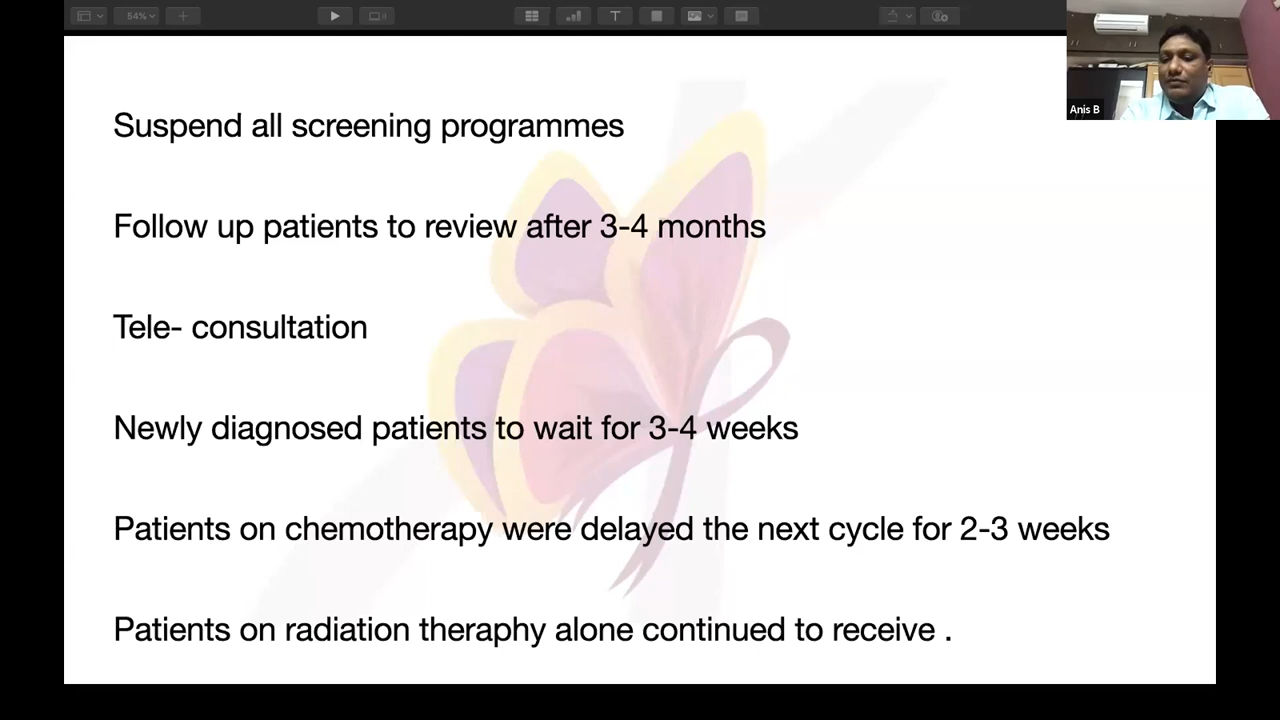 54%
Anis B
Suspend all screening programmes
Follow up patients to review after 3-4 months
Tele- consultation
Newly diagnosed patients to wait for 3-4 weeks
Patients on chemotherapy were delayed the next cycle for 2-3 weeks
Patients on radiation theraphy alone continued to receive .